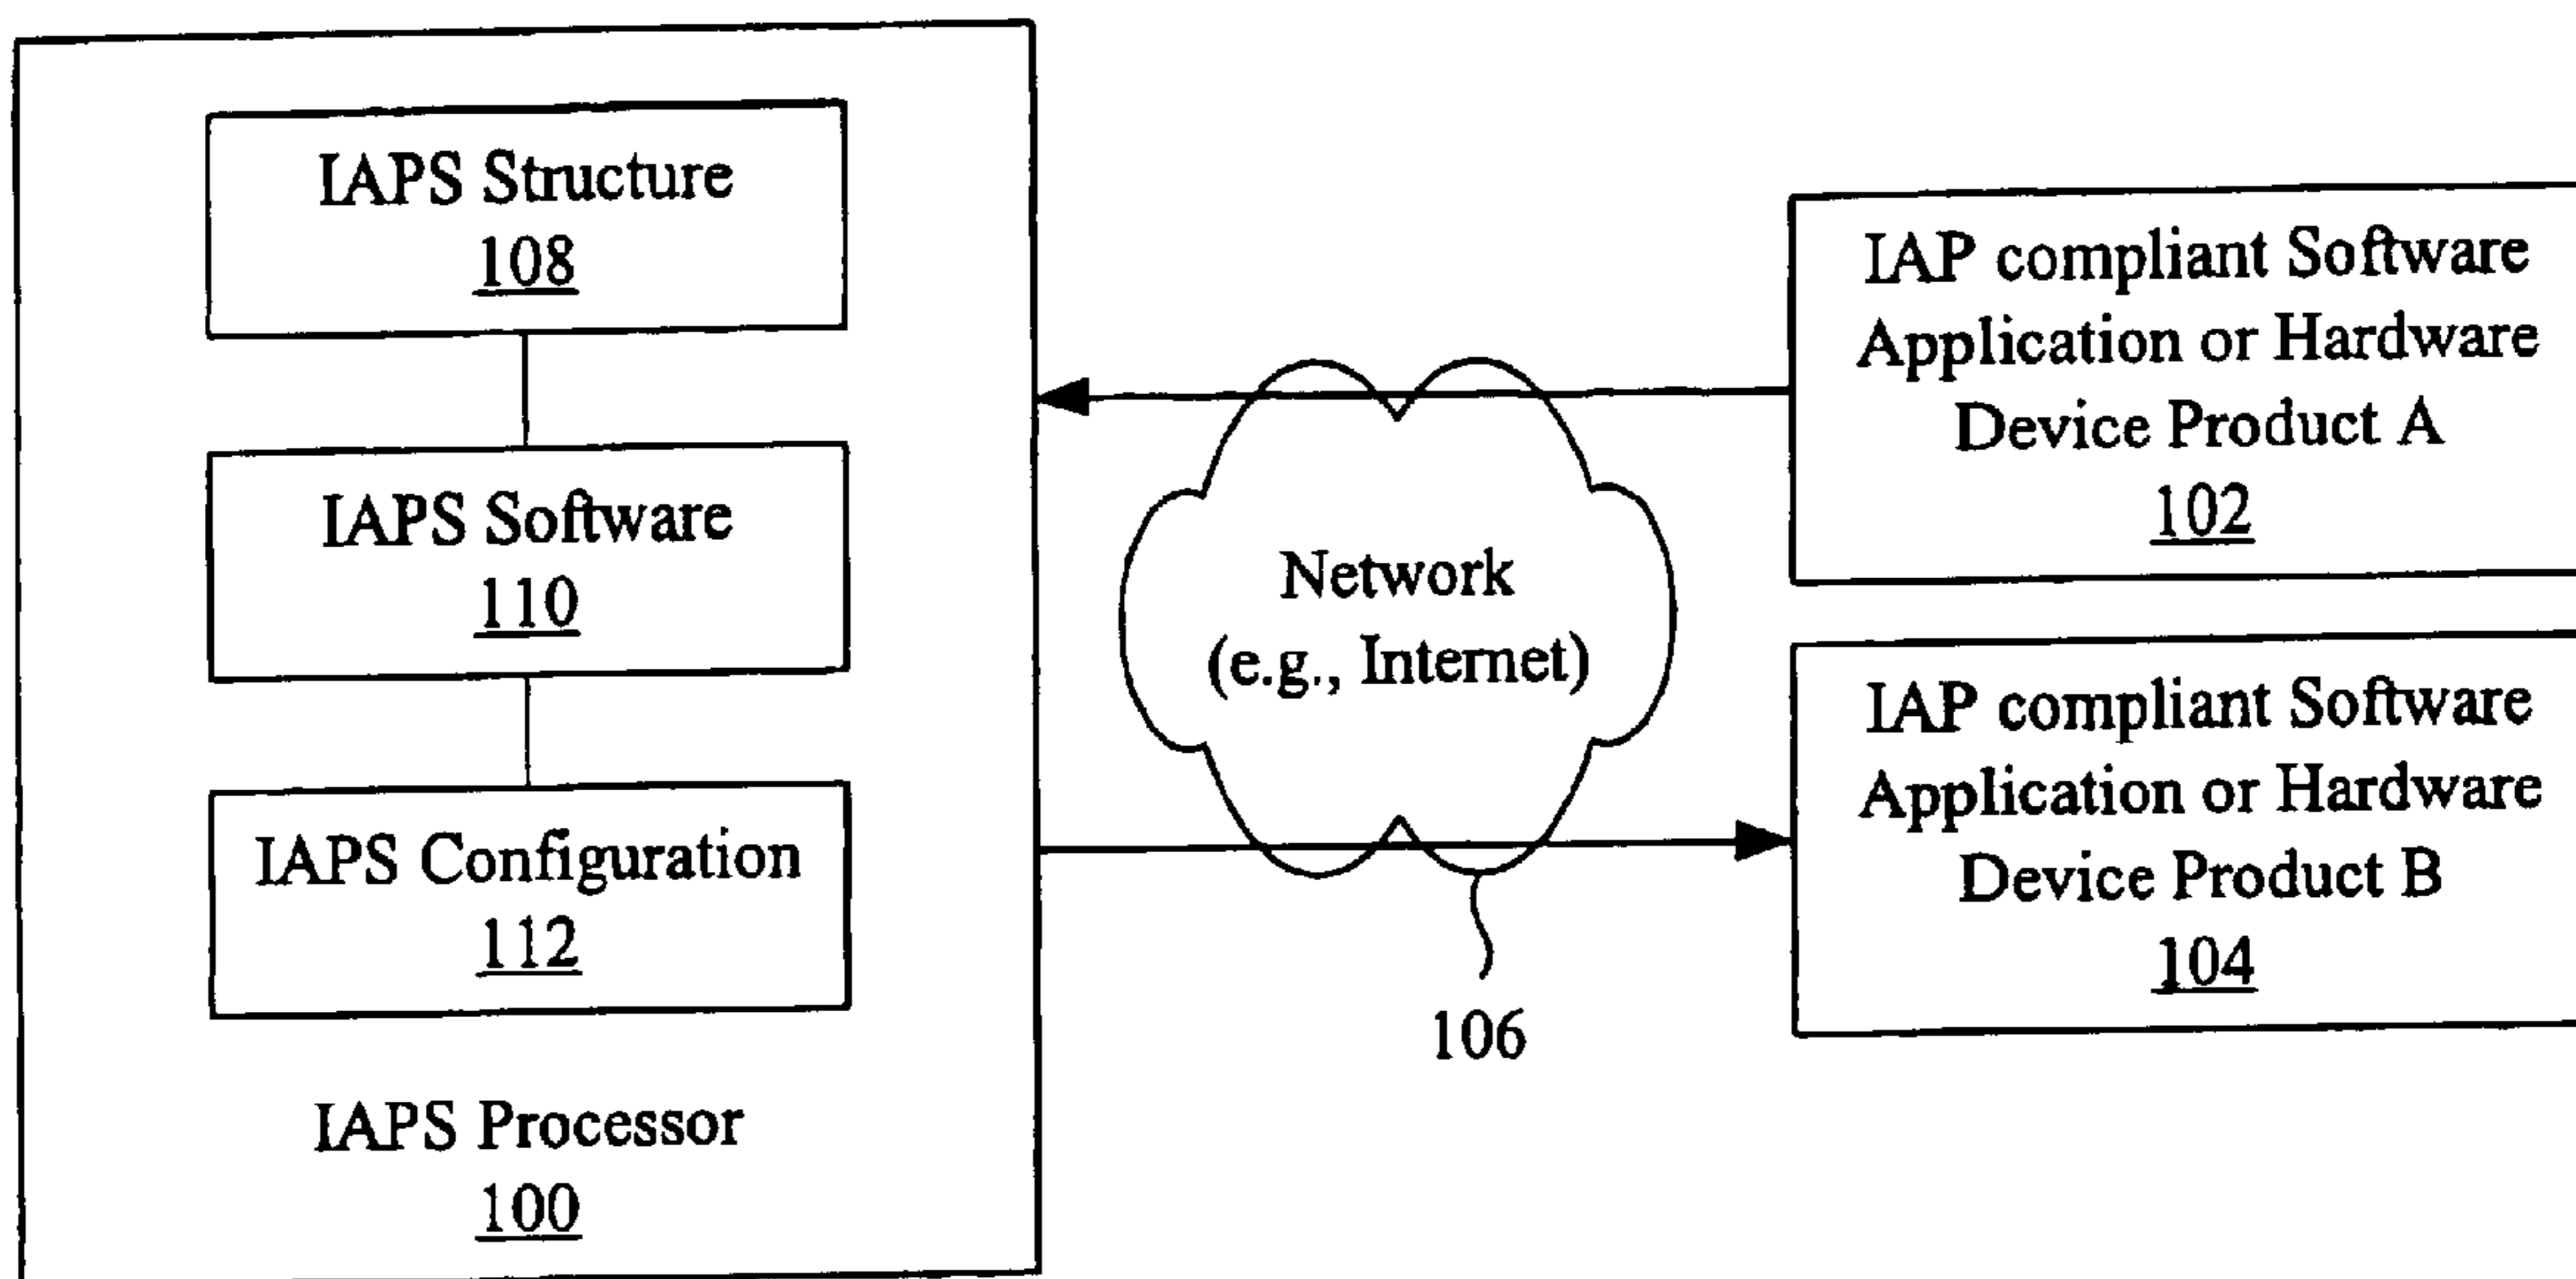 IAPS Structure
108
IAPS Software
110
IAPS Configuration
112
IAPS Processor
100
Network
(e.g., Internet)
106
IAP compliant Software
Application or Hardware
Device Product A
102
IAP compliant Software
Application or Hardware
Device Product B
104